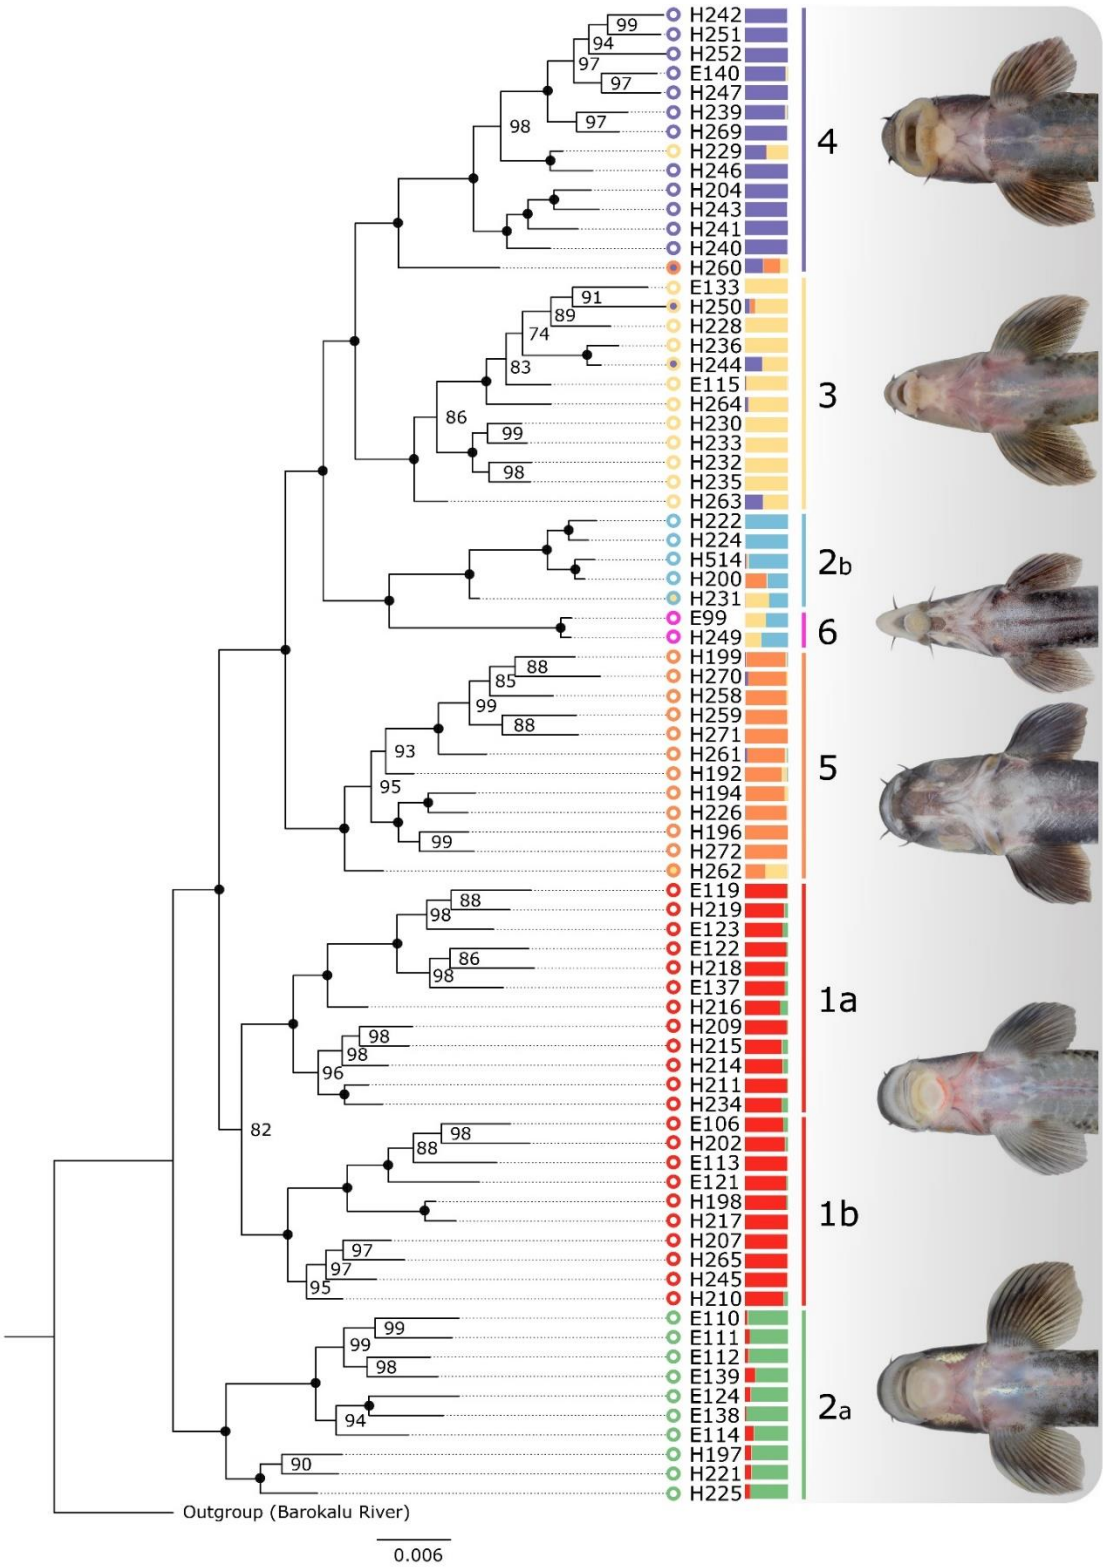 H242
99
H251
94
H252
97
E140
97
H247
H239
98
97
H269
4
H229
H246
H204
H243
H241
H240
H260
E133
91
H250
89
H228
74
H236
83
H244
E115
3
H264
86
H230
99
H233
H232
98
H235
H263
H222
H224
H514
2b
H200
H231
E99
6
H249
H199
88
H270
85
H258
99
H259
88
H271
93
H261
5
H192
95
H194
H226
H196
99
H272
H262
E119
88
H219
98
E123
E122
86
H218
98
E137
1a
H216
H209
98
H215
98
H214
96
H211
H234
82
E106
98
H202
88
E113
E121
H198
1b
H217
H207
97
H265
97
H245
95
H210
E110
99
E111
99
E112
98
E139
E124
2a
E138
94
E114
H197
90
H221
H225
Outgroup (Barokalu River)
0.006